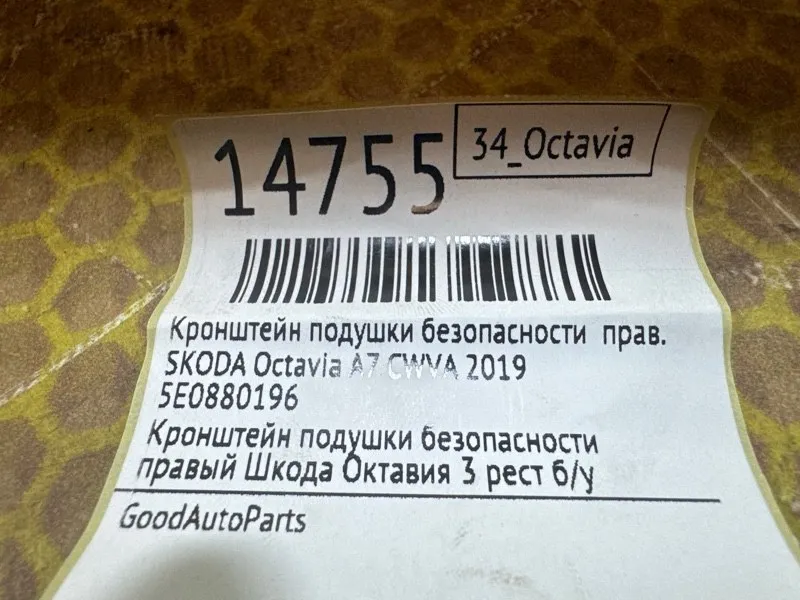 14755
34_Octavia
Кронштейн подушки безопасности прав.
SKODA Octavia A7 CWVA 2019
5E0880196
Кронштейн подушки безопасности
правый Шкода Октавия 3 рест б/у
GoodAutoParts